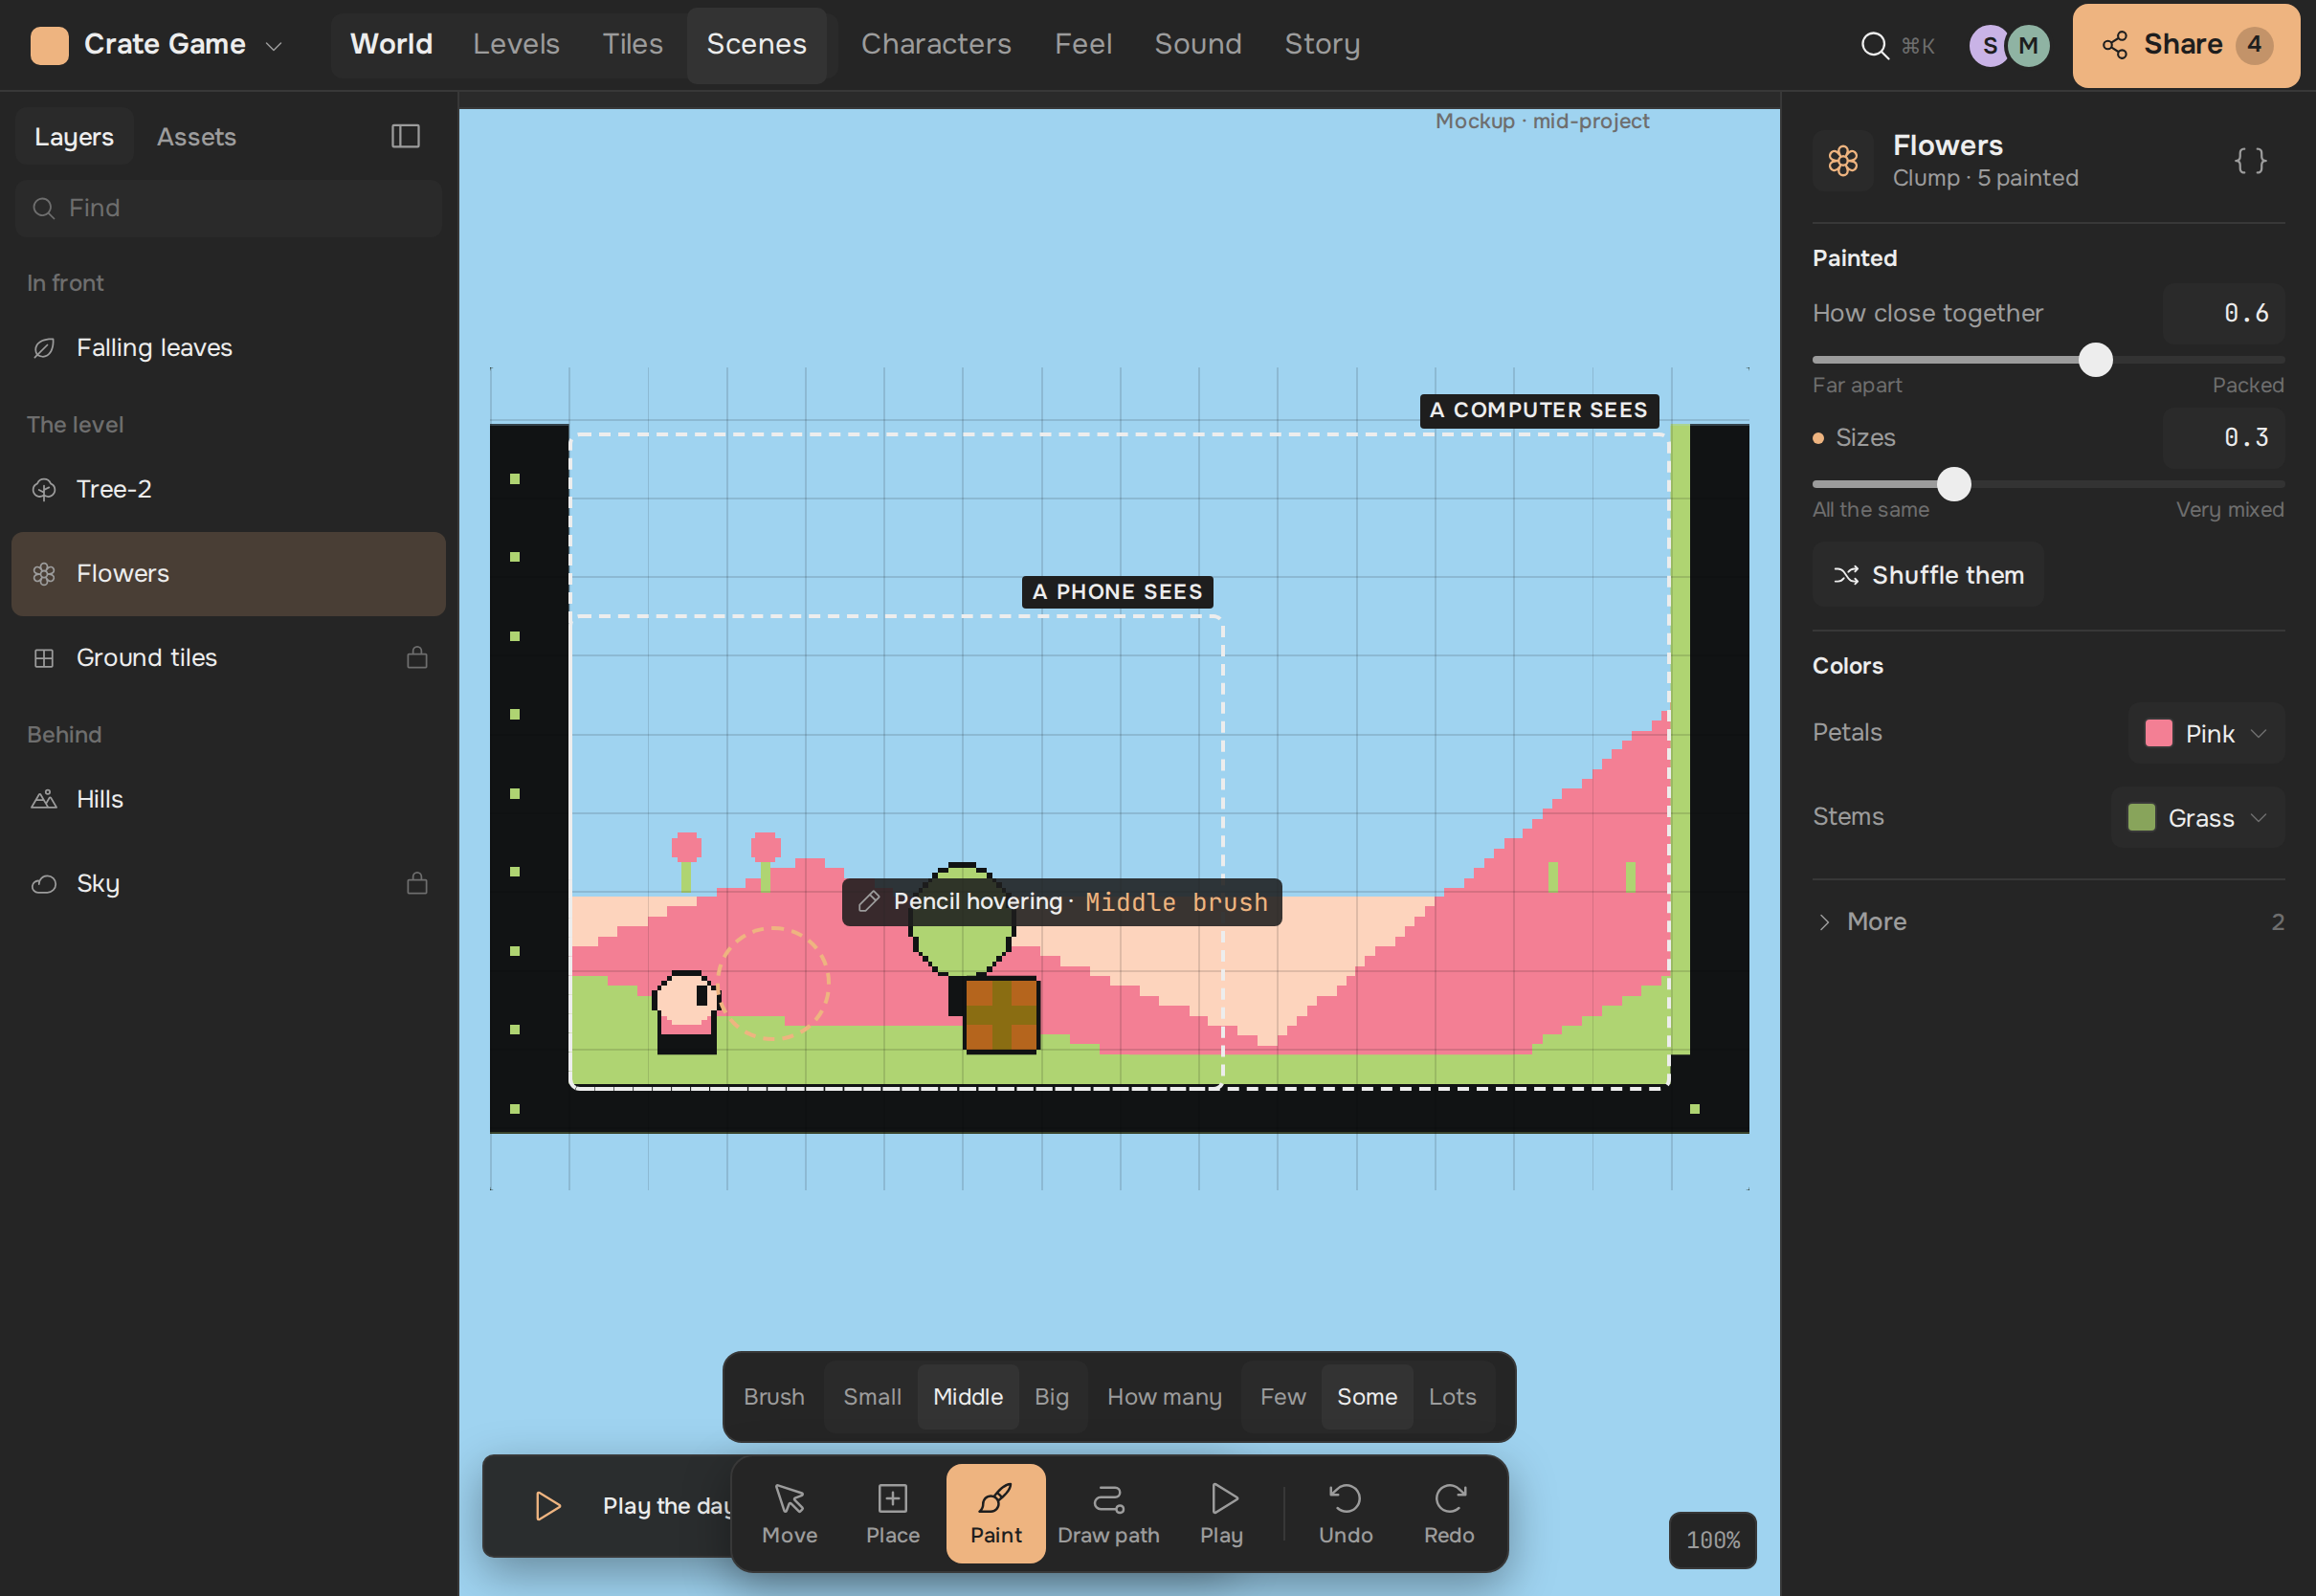 Crate Game
World Levels Tiles Scenes Characters Feel Sound Story
⌘K
S M
Share 4
Layers Assets
Find
In front
Falling leaves
The level
Tree-2
Flowers
Ground tiles
Behind
Hills
Sky
Mockup · mid-project
A COMPUTER SEES
A PHONE SEES
Pencil hovering · Middle brush
Brush Small Middle Big How many Few Some Lots
Play the day
Move Place Paint Draw path Play Undo Redo
100%
Flowers
Clump · 5 painted
{ }
Painted
How close together 0.6
Far apart Packed
Sizes 0.3
All the same Very mixed
Shuffle them
Colors
Petals Pink
Stems Grass
More 2